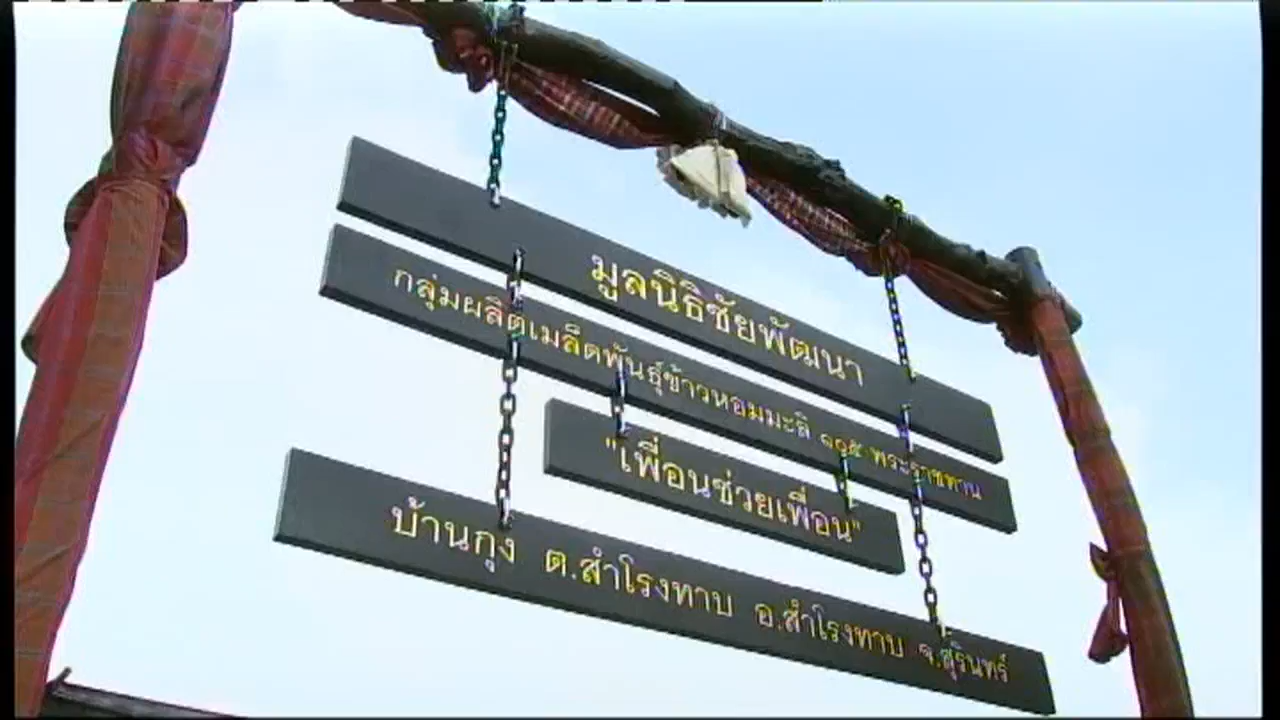 มูลนิธิชัยพัฒนา
กลุ่มผลิตเมล็ดพันธุ์ข้าวหอมมะลิ ๑๐๕ พระราชทาน
"เพื่อนช่วยเพื่อน"
บ้านกุง ต.สำโรงทาบ อ.สำโรงทาบ จ.สุรินทร์